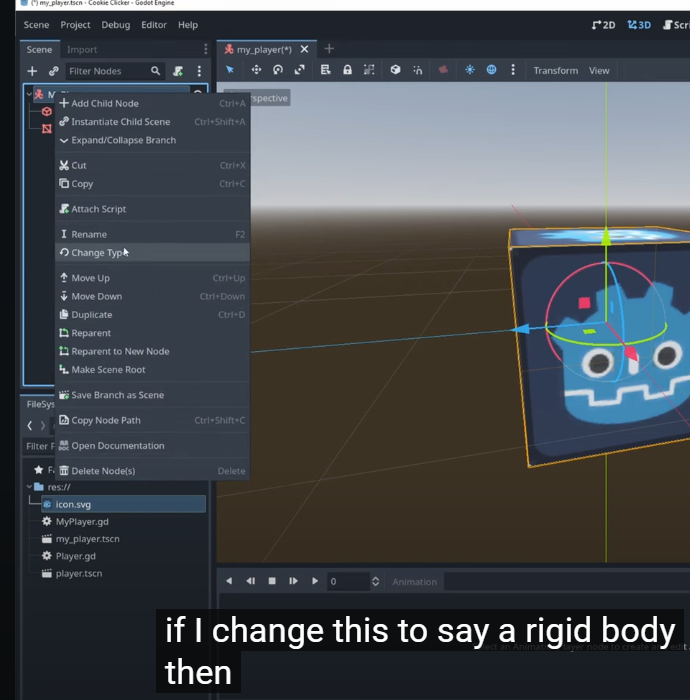 (*) my_player.tscn - Cookie Clicker - Godot Engine
Scene Project Debug Editor Help
2D 3D Scri
Scene Import
my_player(*)
Filter Nodes
Transform View
Add Child Node Ctrl+A
Instantiate Child Scene Ctrl+Shift+A
Expand/Collapse Branch
Cut Ctrl+X
Copy Ctrl+C
Attach Script
Rename F2
Change Type
Move Up Ctrl+Up
Move Down Ctrl+Down
Duplicate Ctrl+D
Reparent
Reparent to New Node
Make Scene Root
Save Branch as Scene
Copy Node Path Ctrl+Shift+C
Open Documentation
Delete Node(s) Delete
spective
FileSys
Filter F
Fa
res://
icon.svg
MyPlayer.gd
my_player.tscn
Player.gd
player.tscn
0 Animation
if I change this to say a rigid body
then